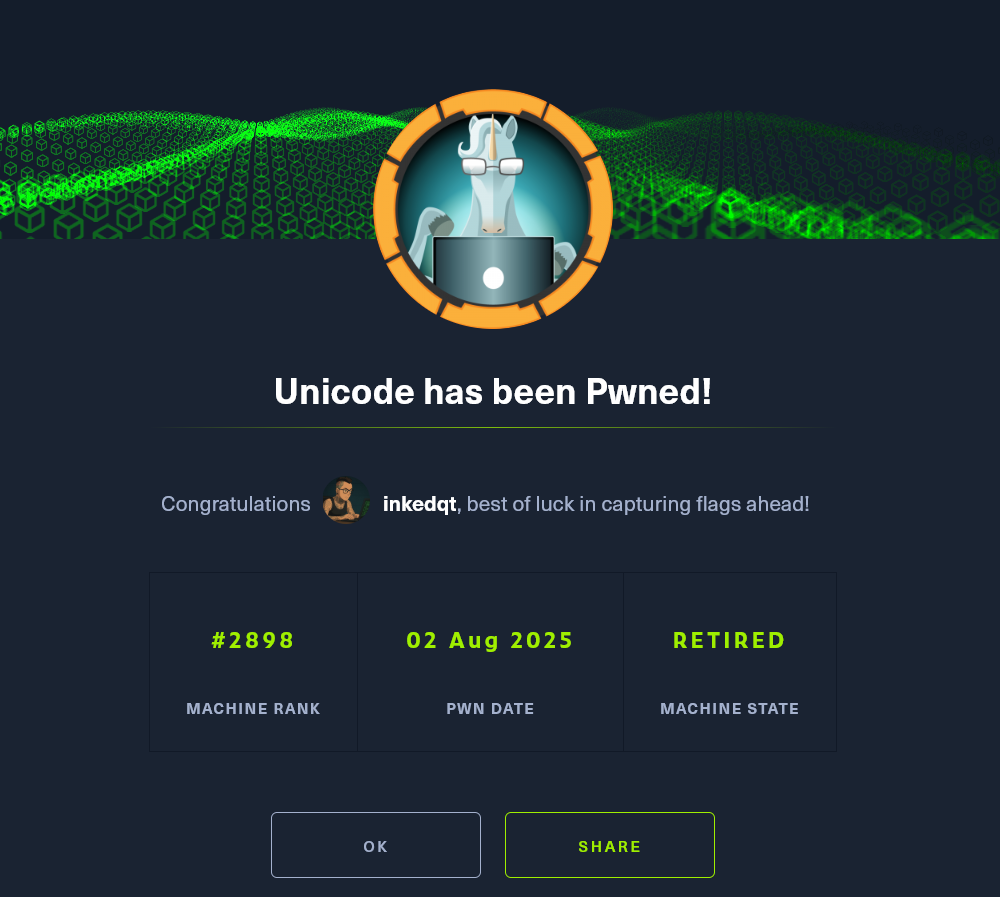 Unicode has been Pwned!
Congratulations inkedqt, best of luck in capturing flags ahead!
#2898 02 Aug 2025 RETIRED
MACHINE RANK PWN DATE MACHINE STATE
OK SHARE